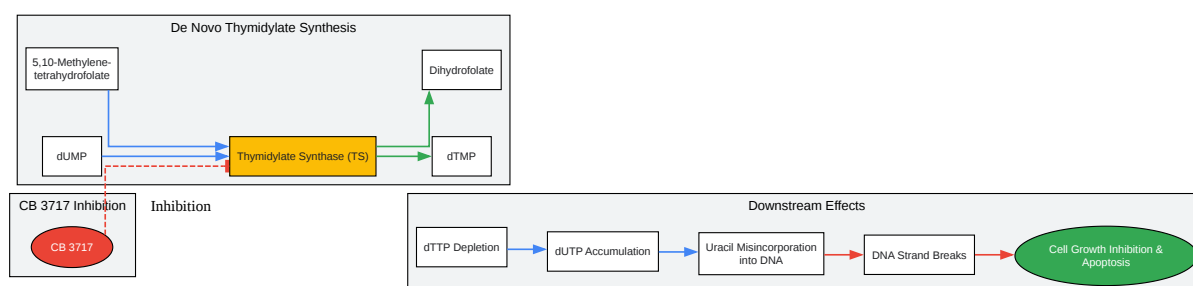 De Novo Thymidylate Synthesis
5,10-Methylene-
tetrahydrofolate
Dihydrofolate
dUMP
Thymidylate Synthase (TS)
dTMP
CB 3717 Inhibition
Inhibition
CB 3717
Downstream Effects
dTTP Depletion
dUTP Accumulation
Uracil Misincorporation
into DNA
DNA Strand Breaks
Cell Growth Inhibition &
Apoptosis